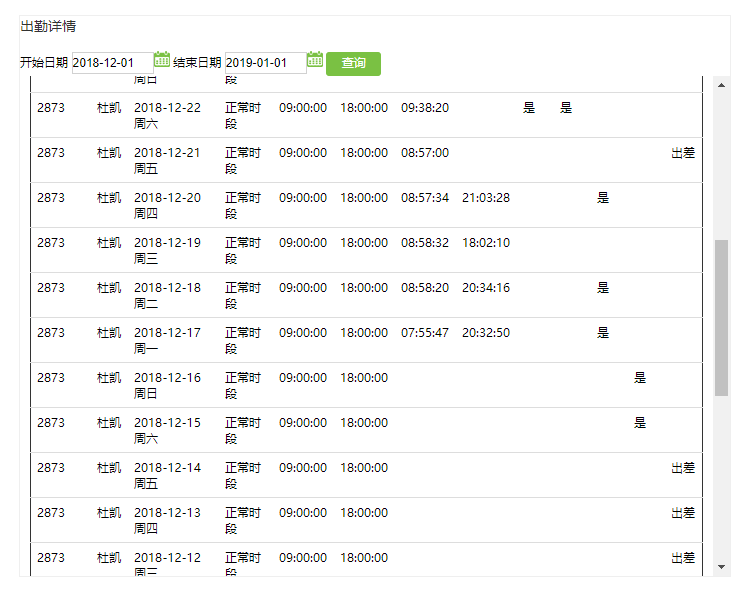 出勤详情
开始日期 2018-12-01 结束日期 2019-01-01 查询
周日 段
2873 杜凯 2018-12-22 正常时 09:00:00 18:00:00 09:38:20 是 是
周六 段
2873 杜凯 2018-12-21 正常时 09:00:00 18:00:00 08:57:00 出差
周五 段
2873 杜凯 2018-12-20 正常时 09:00:00 18:00:00 08:57:34 21:03:28 是
周四 段
2873 杜凯 2018-12-19 正常时 09:00:00 18:00:00 08:58:32 18:02:10
周三 段
2873 杜凯 2018-12-18 正常时 09:00:00 18:00:00 08:58:20 20:34:16 是
周二 段
2873 杜凯 2018-12-17 正常时 09:00:00 18:00:00 07:55:47 20:32:50 是
周一 段
2873 杜凯 2018-12-16 正常时 09:00:00 18:00:00 是
周日 段
2873 杜凯 2018-12-15 正常时 09:00:00 18:00:00 是
周六 段
2873 杜凯 2018-12-14 正常时 09:00:00 18:00:00 出差
周五 段
2873 杜凯 2018-12-13 正常时 09:00:00 18:00:00 出差
周四 段
2873 杜凯 2018-12-12 正常时 09:00:00 18:00:00 出差
周三 段